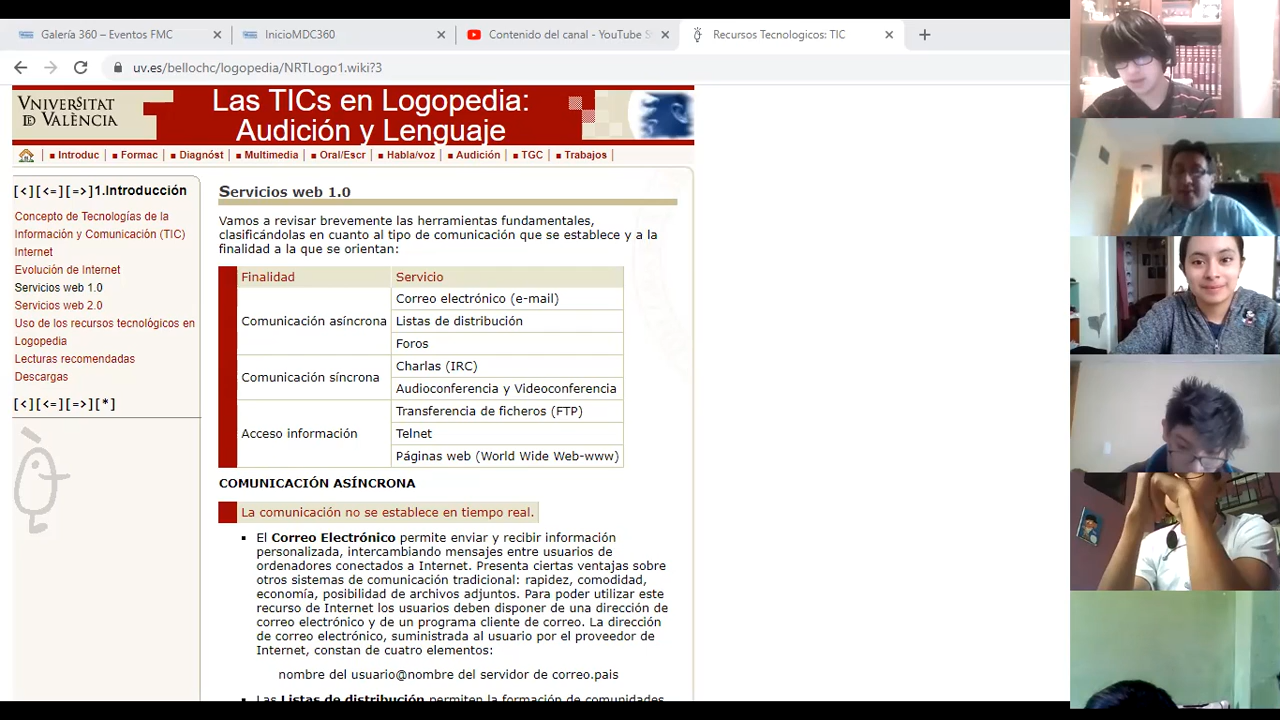 Galería 360 – Eventos FMC
InicioMDC360
Contenido del canal - YouTube S
Recursos Tecnologicos: TIC
uv.es/bellochc/logopedia/NRTLogo1.wiki?3
VNIVERSITAT DE VALÈNCIA
Las TICs en Logopedia:
Audición y Lenguaje
Introduc Formac Diagnóst Multimedia Oral/Escr Habla/voz Audición TGC Trabajos
[<][<=][=>]1.Introducción
Concepto de Tecnologías de la
Información y Comunicación (TIC)
Internet
Evolución de Internet
Servicios web 1.0
Servicios web 2.0
Uso de los recursos tecnológicos en
Logopedia
Lecturas recomendadas
Descargas
[<][<=][=>][*]
Servicios web 1.0
Vamos a revisar brevemente las herramientas fundamentales,
clasificándolas en cuanto al tipo de comunicación que se establece y a la
finalidad a la que se orientan:
Finalidad Servicio
Comunicación asíncrona
Correo electrónico (e-mail)
Listas de distribución
Foros
Comunicación síncrona
Charlas (IRC)
Audioconferencia y Videoconferencia
Acceso información
Transferencia de ficheros (FTP)
Telnet
Páginas web (World Wide Web-www)
COMUNICACIÓN ASÍNCRONA
La comunicación no se establece en tiempo real.
El Correo Electrónico permite enviar y recibir información
personalizada, intercambiando mensajes entre usuarios de
ordenadores conectados a Internet. Presenta ciertas ventajas sobre
otros sistemas de comunicación tradicional: rapidez, comodidad,
economía, posibilidad de archivos adjuntos. Para poder utilizar este
recurso de Internet los usuarios deben disponer de una dirección de
correo electrónico y de un programa cliente de correo. La dirección
de correo electrónico, suministrada al usuario por el proveedor de
Internet, constan de cuatro elementos:
nombre del usuario@nombre del servidor de correo.pais
Las Listas de distribución permiten la formación de comunidades